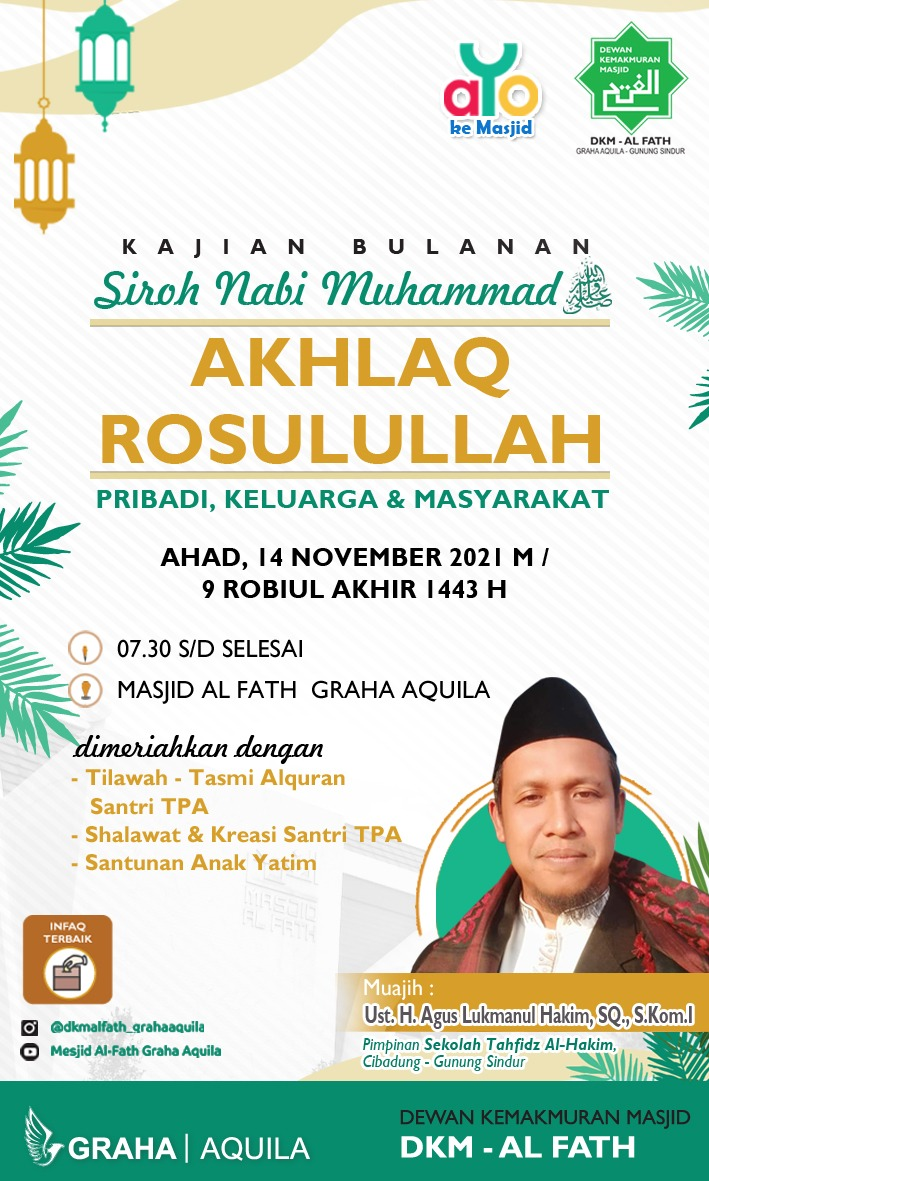 aYo
ke Masjid
DEWAN
KEMAKMURAN
MASJID
الفتح
DKM - AL FATH
GRAHA AQUILA - GUNUNG SINDUR
KAJIAN BULANAN
Siroh Nabi Muhammad صلى الله عليه وسلم
AKHLAQ
ROSULULLAH
PRIBADI, KELUARGA & MASYARAKAT
AHAD, 14 NOVEMBER 2021 M /
9 ROBIUL AKHIR 1443 H
07.30 S/D SELESAI
MASJID AL FATH GRAHA AQUILA
dimeriahkan dengan
- Tilawah - Tasmi Alquran
Santri TPA
- Shalawat & Kreasi Santri TPA
- Santunan Anak Yatim
MASJID
AL FATH
INFAQ
TERBAIK
@dkmalfath_grahaaquila
Mesjid Al-Fath Graha Aquila
Muajih :
Ust. H. Agus Lukmanul Hakim, SQ., S.Kom.I
Pimpinan Sekolah Tahfidz Al-Hakim,
Cibadung - Gunung Sindur
GRAHA | AQUILA
DEWAN KEMAKMURAN MASJID
DKM - AL FATH